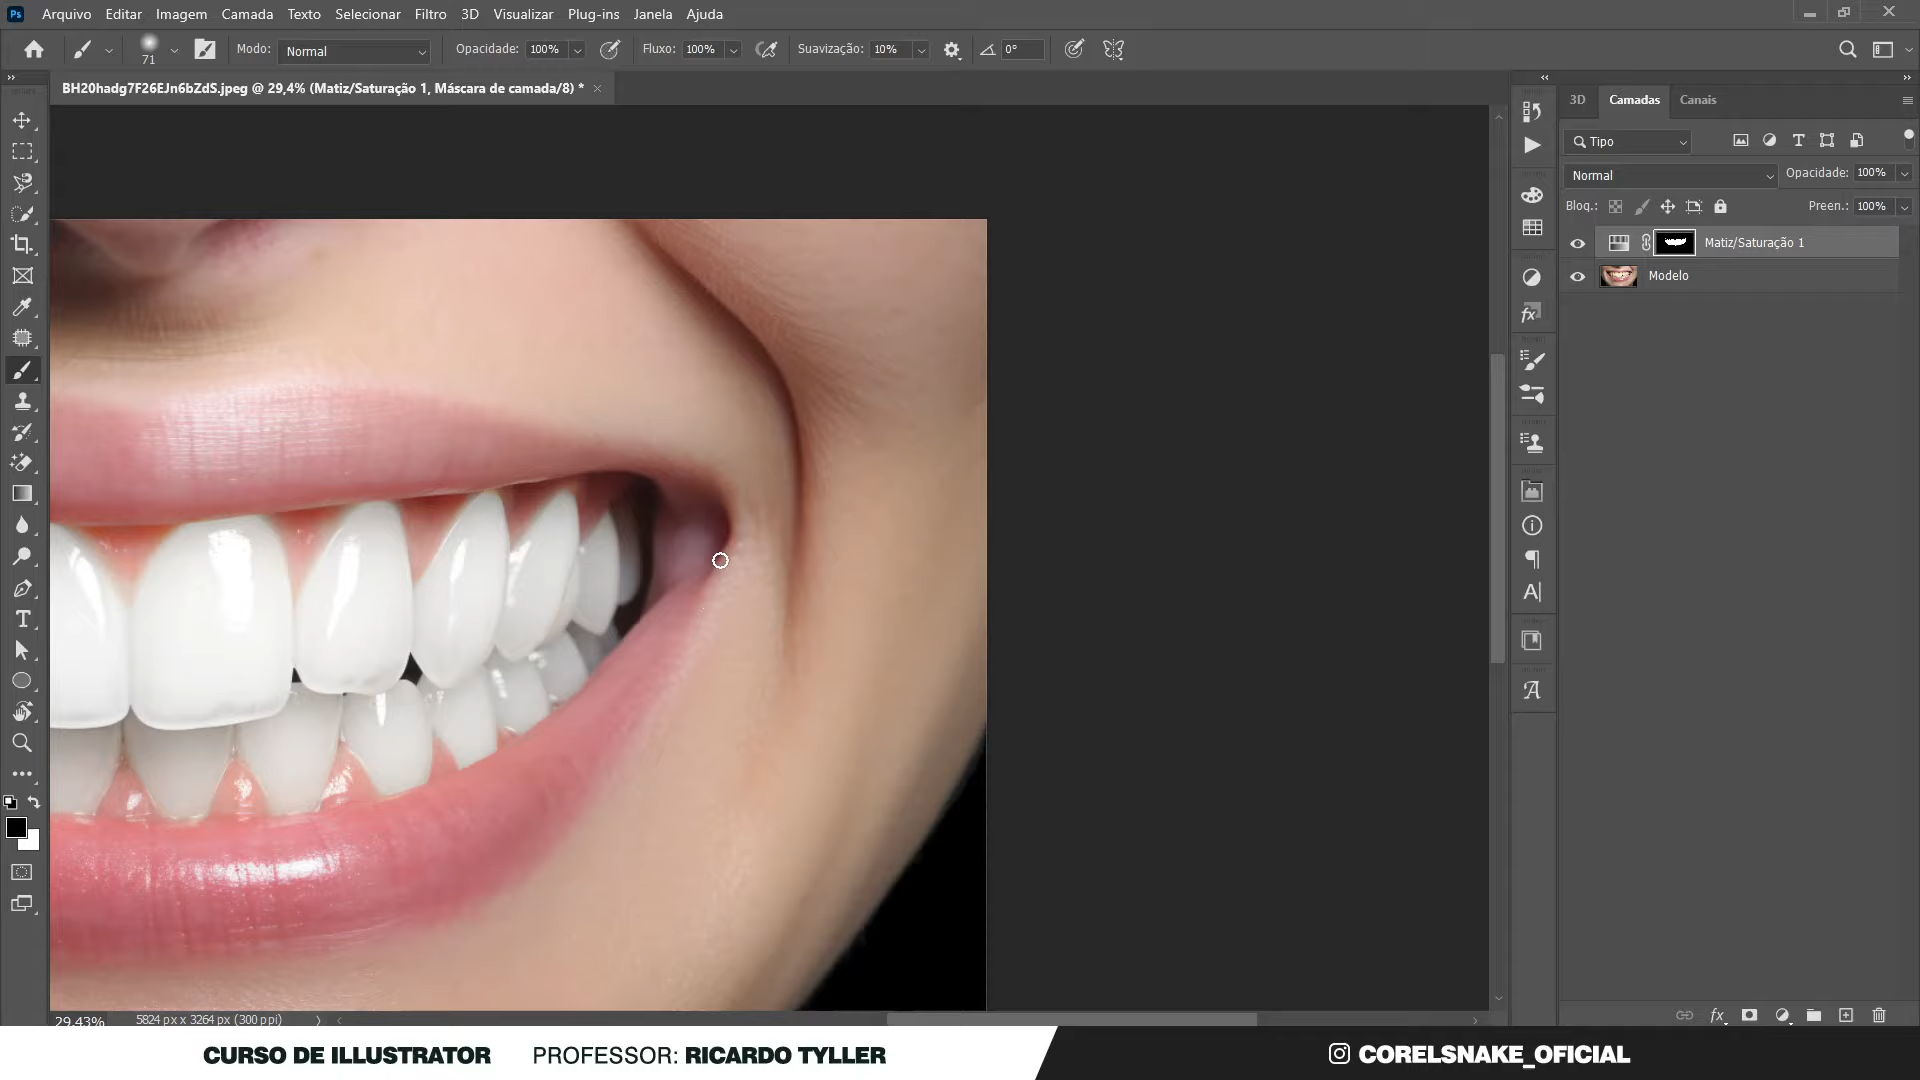 Ps Arquivo Editar Imagem Camada Texto Selecionar Filtro 3D Visualizar Plug-ins Janela Ajuda
71 Modo: Normal Opacidade: 100% Fluxo: 100% Suavização: 10% 0°
BH20hadg7F26EJn6bZdS.jpeg @ 29,4% (Matiz/Saturação 1, Máscara de camada/8) *
3D Camadas Canais
Tipo
Normal Opacidade: 100%
Bloq.: Preen.: 100%
Matiz/Saturação 1
Modelo
29,43% 5824 px x 3264 px (300 ppi)
CURSO DE ILLUSTRATOR PROFESSOR: RICARDO TYLLER CORELSNAKE_OFICIAL